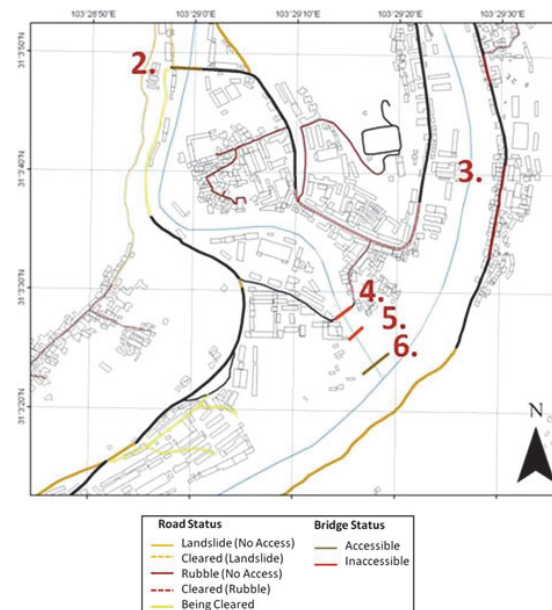 103°28'50"E 103°29'0"E 103°29'10"E 103°29'20"E 103°29'30"E
31°3'50"N
2.
31°3'40"N
3.
31°3'30"N
4.
5.
6.
31°3'20"N
N
Road Status
Landslide (No Access)
Cleared (Landslide)
Rubble (No Access)
Cleared (Rubble)
Being Cleared
Bridge Status
Accessible
Inaccessible